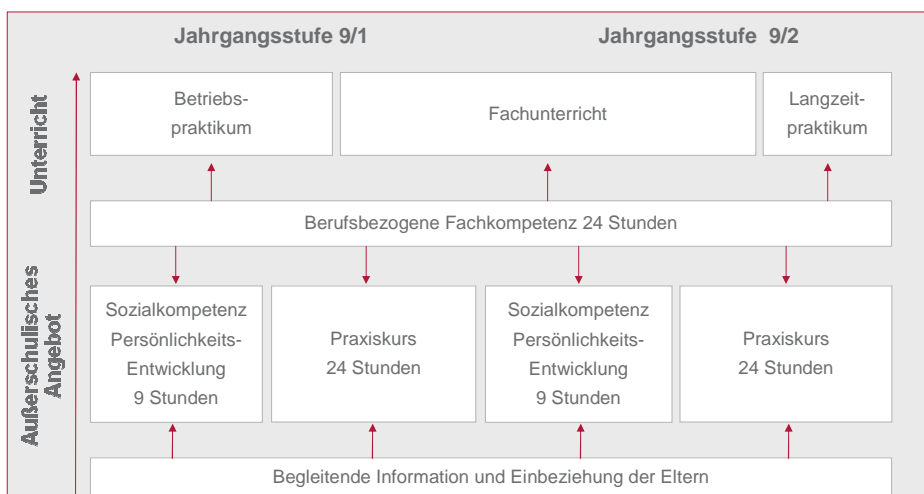 Jahrgangsstufe 9/1
Jahrgangsstufe 9/2
Unterricht
Betriebs-
praktikum
Fachunterricht
Langzeit-
praktikum
Berufsbezogene Fachkompetenz 24 Stunden
Außerschulisches
Angebot
Sozialkompetenz
Persönlichkeits-
Entwicklung
9 Stunden
Praxiskurs
24 Stunden
Sozialkompetenz
Persönlichkeits-
Entwicklung
9 Stunden
Praxiskurs
24 Stunden
Begleitende Information und Einbeziehung der Eltern